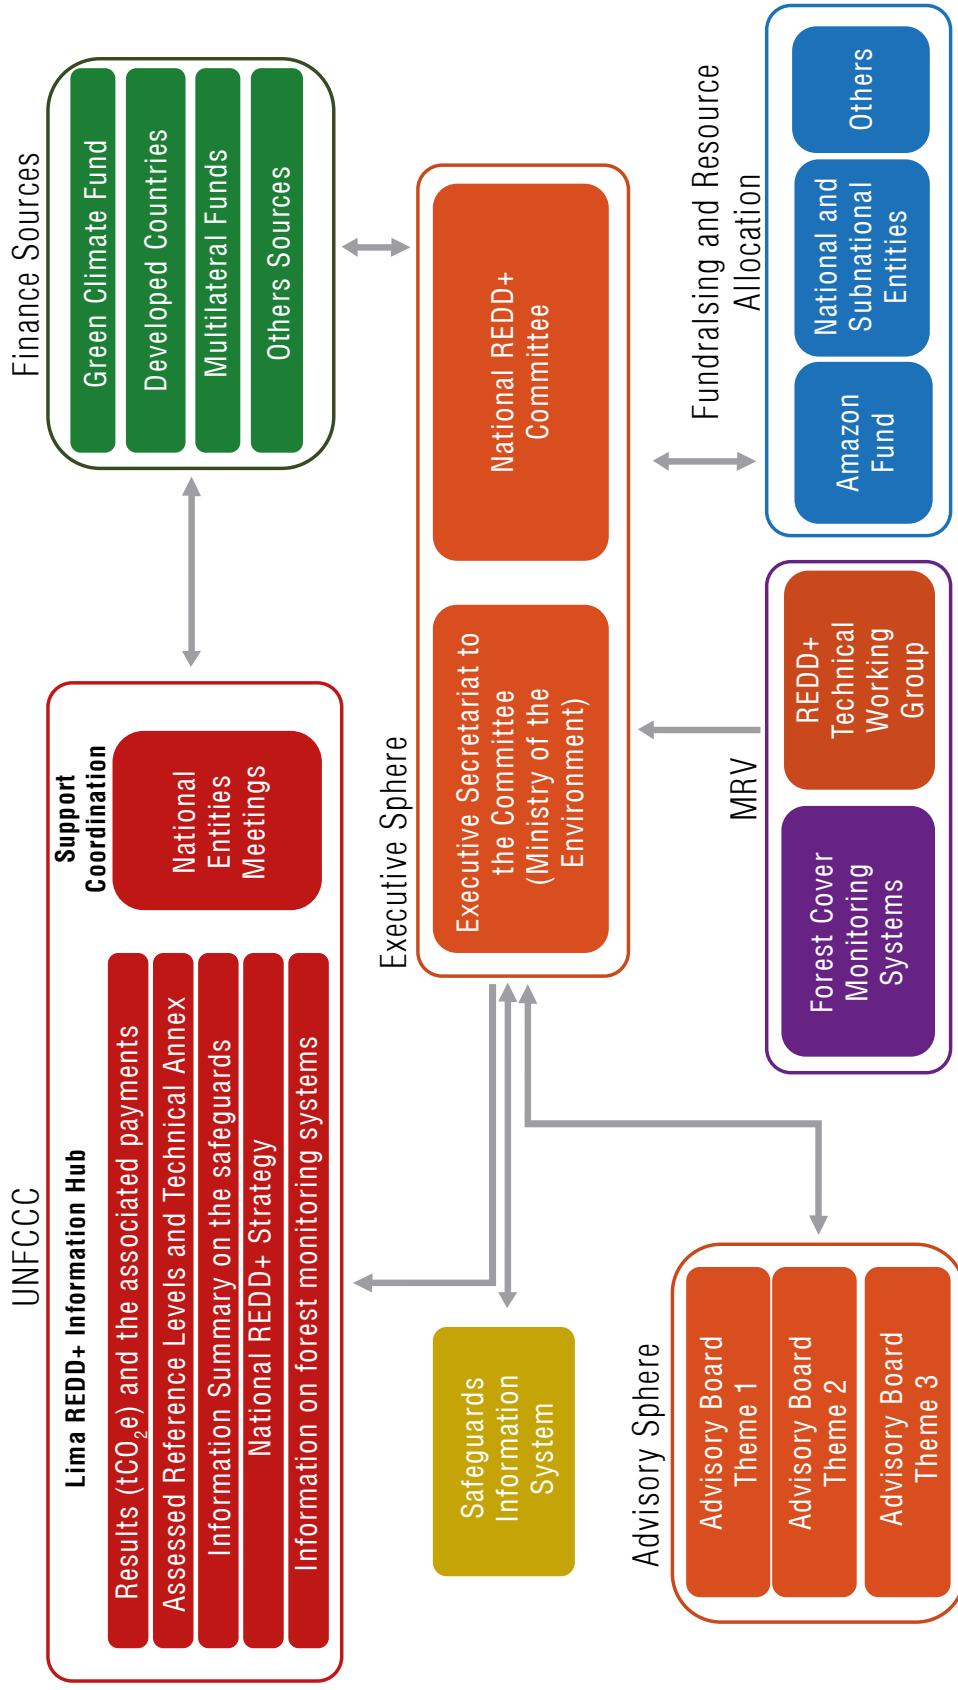 UNFCCC
Lima REDD+ Information Hub
Results (tCO₂e) and the associated payments
Assessed Reference Levels and Technical Annex
Information Summary on the safeguards
National REDD+ Strategy
Information on forest monitoring systems
Support
Coordination
National
Entities
Meetings
Finance Sources
Green Climate Fund
Developed Countries
Multilateral Funds
Others Sources
Executive Sphere
Executive Secretariat to
the Committee
(Ministry of the
Environment)
National REDD+
Committee
Safeguards
Information
System
Advisory Sphere
Advisory Board
Theme 1
Advisory Board
Theme 2
Advisory Board
Theme 3
MRV
Forest Cover
Monitoring
Systems
REDD+
Technical
Working
Group
Fundralsing and Resource
Allocation
Amazon
Fund
National and
Subnational
Entities
Others